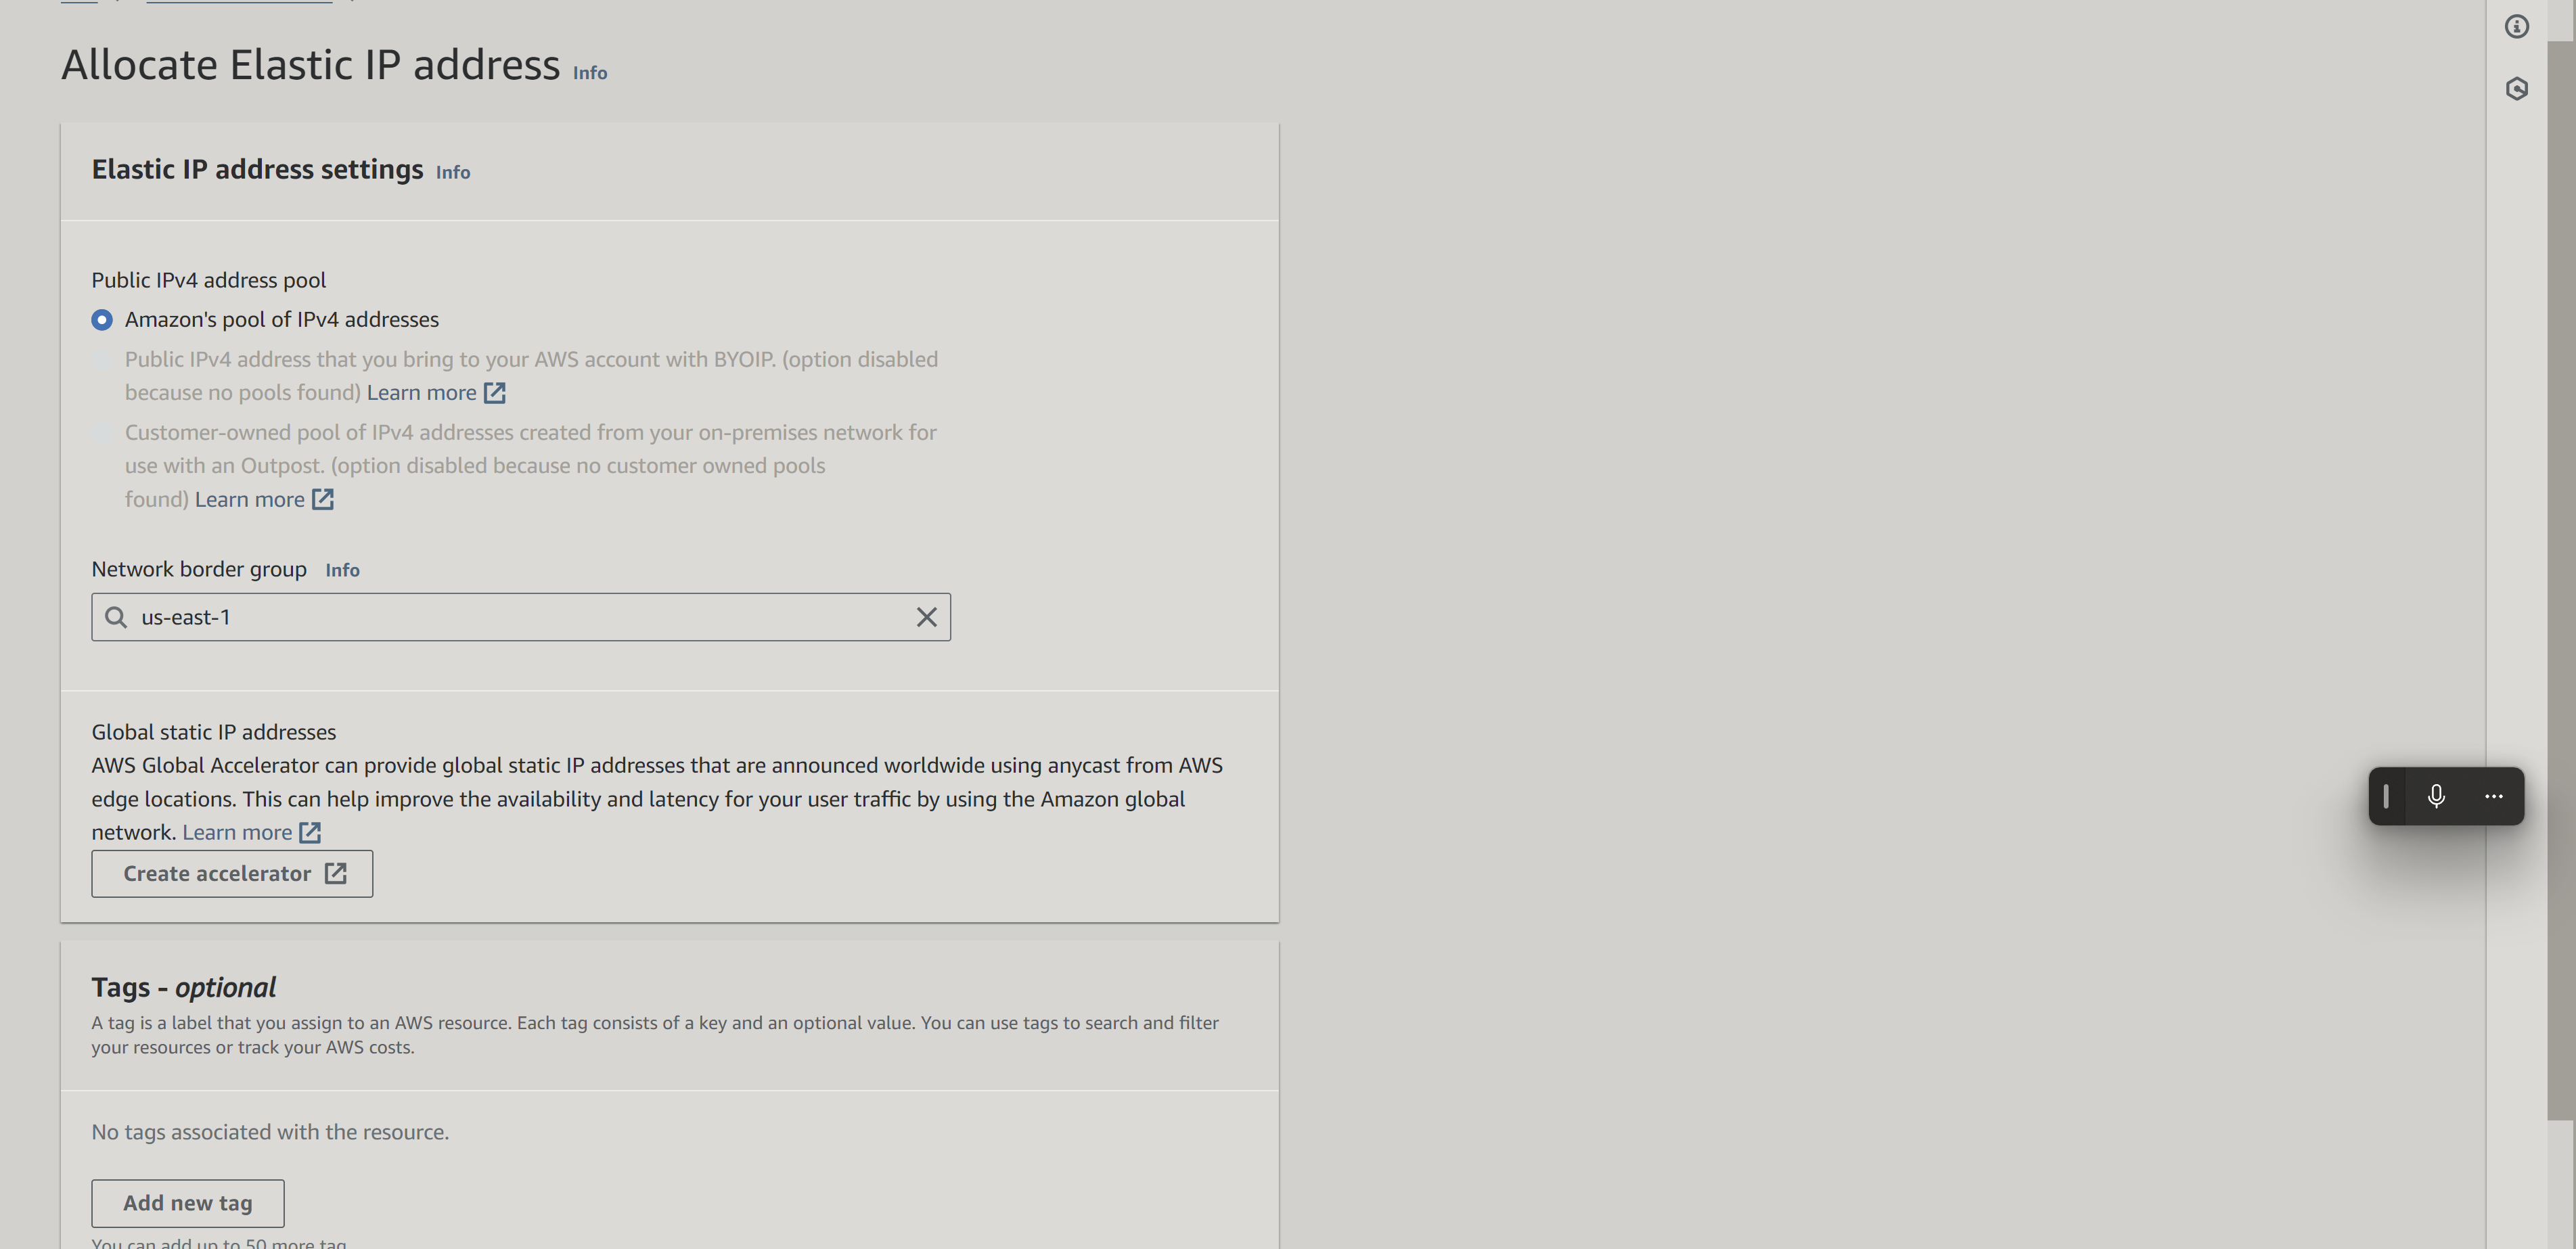 Allocate Elastic IP address Info
Elastic IP address settings Info
Public IPv4 address pool
Amazon's pool of IPv4 addresses
Public IPv4 address that you bring to your AWS account with BYOIP. (option disabled
because no pools found) Learn more
Customer-owned pool of IPv4 addresses created from your on-premises network for
use with an Outpost. (option disabled because no customer owned pools
found) Learn more
Network border group Info
us-east-1
Global static IP addresses
AWS Global Accelerator can provide global static IP addresses that are announced worldwide using anycast from AWS
edge locations. This can help improve the availability and latency for your user traffic by using the Amazon global
network. Learn more
Create accelerator
Tags - optional
A tag is a label that you assign to an AWS resource. Each tag consists of a key and an optional value. You can use tags to search and filter
your resources or track your AWS costs.
No tags associated with the resource.
Add new tag
You can add up to 50 more tag